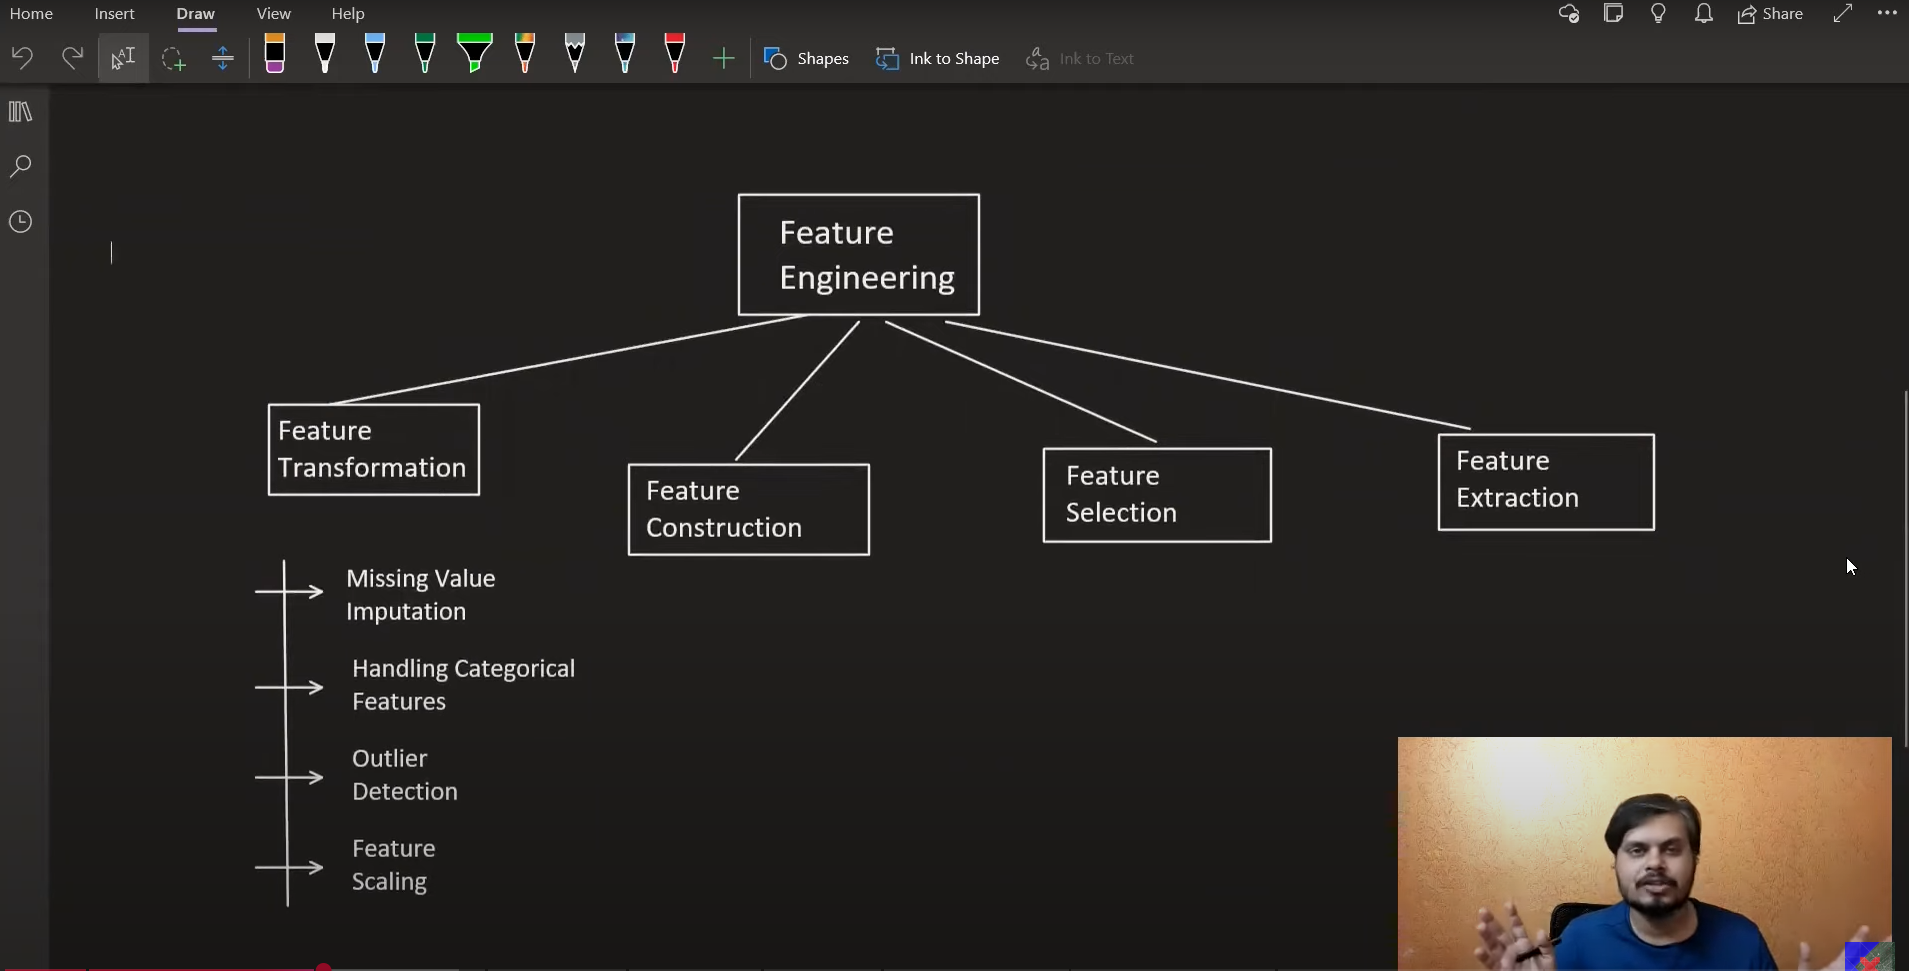 Home Insert Draw View Help Share
Shapes Ink to Shape Ink to Text
Feature
Engineering
Feature
Transformation
Feature
Construction
Feature
Selection
Feature
Extraction
Missing Value
Imputation
Handling Categorical
Features
Outlier
Detection
Feature
Scaling